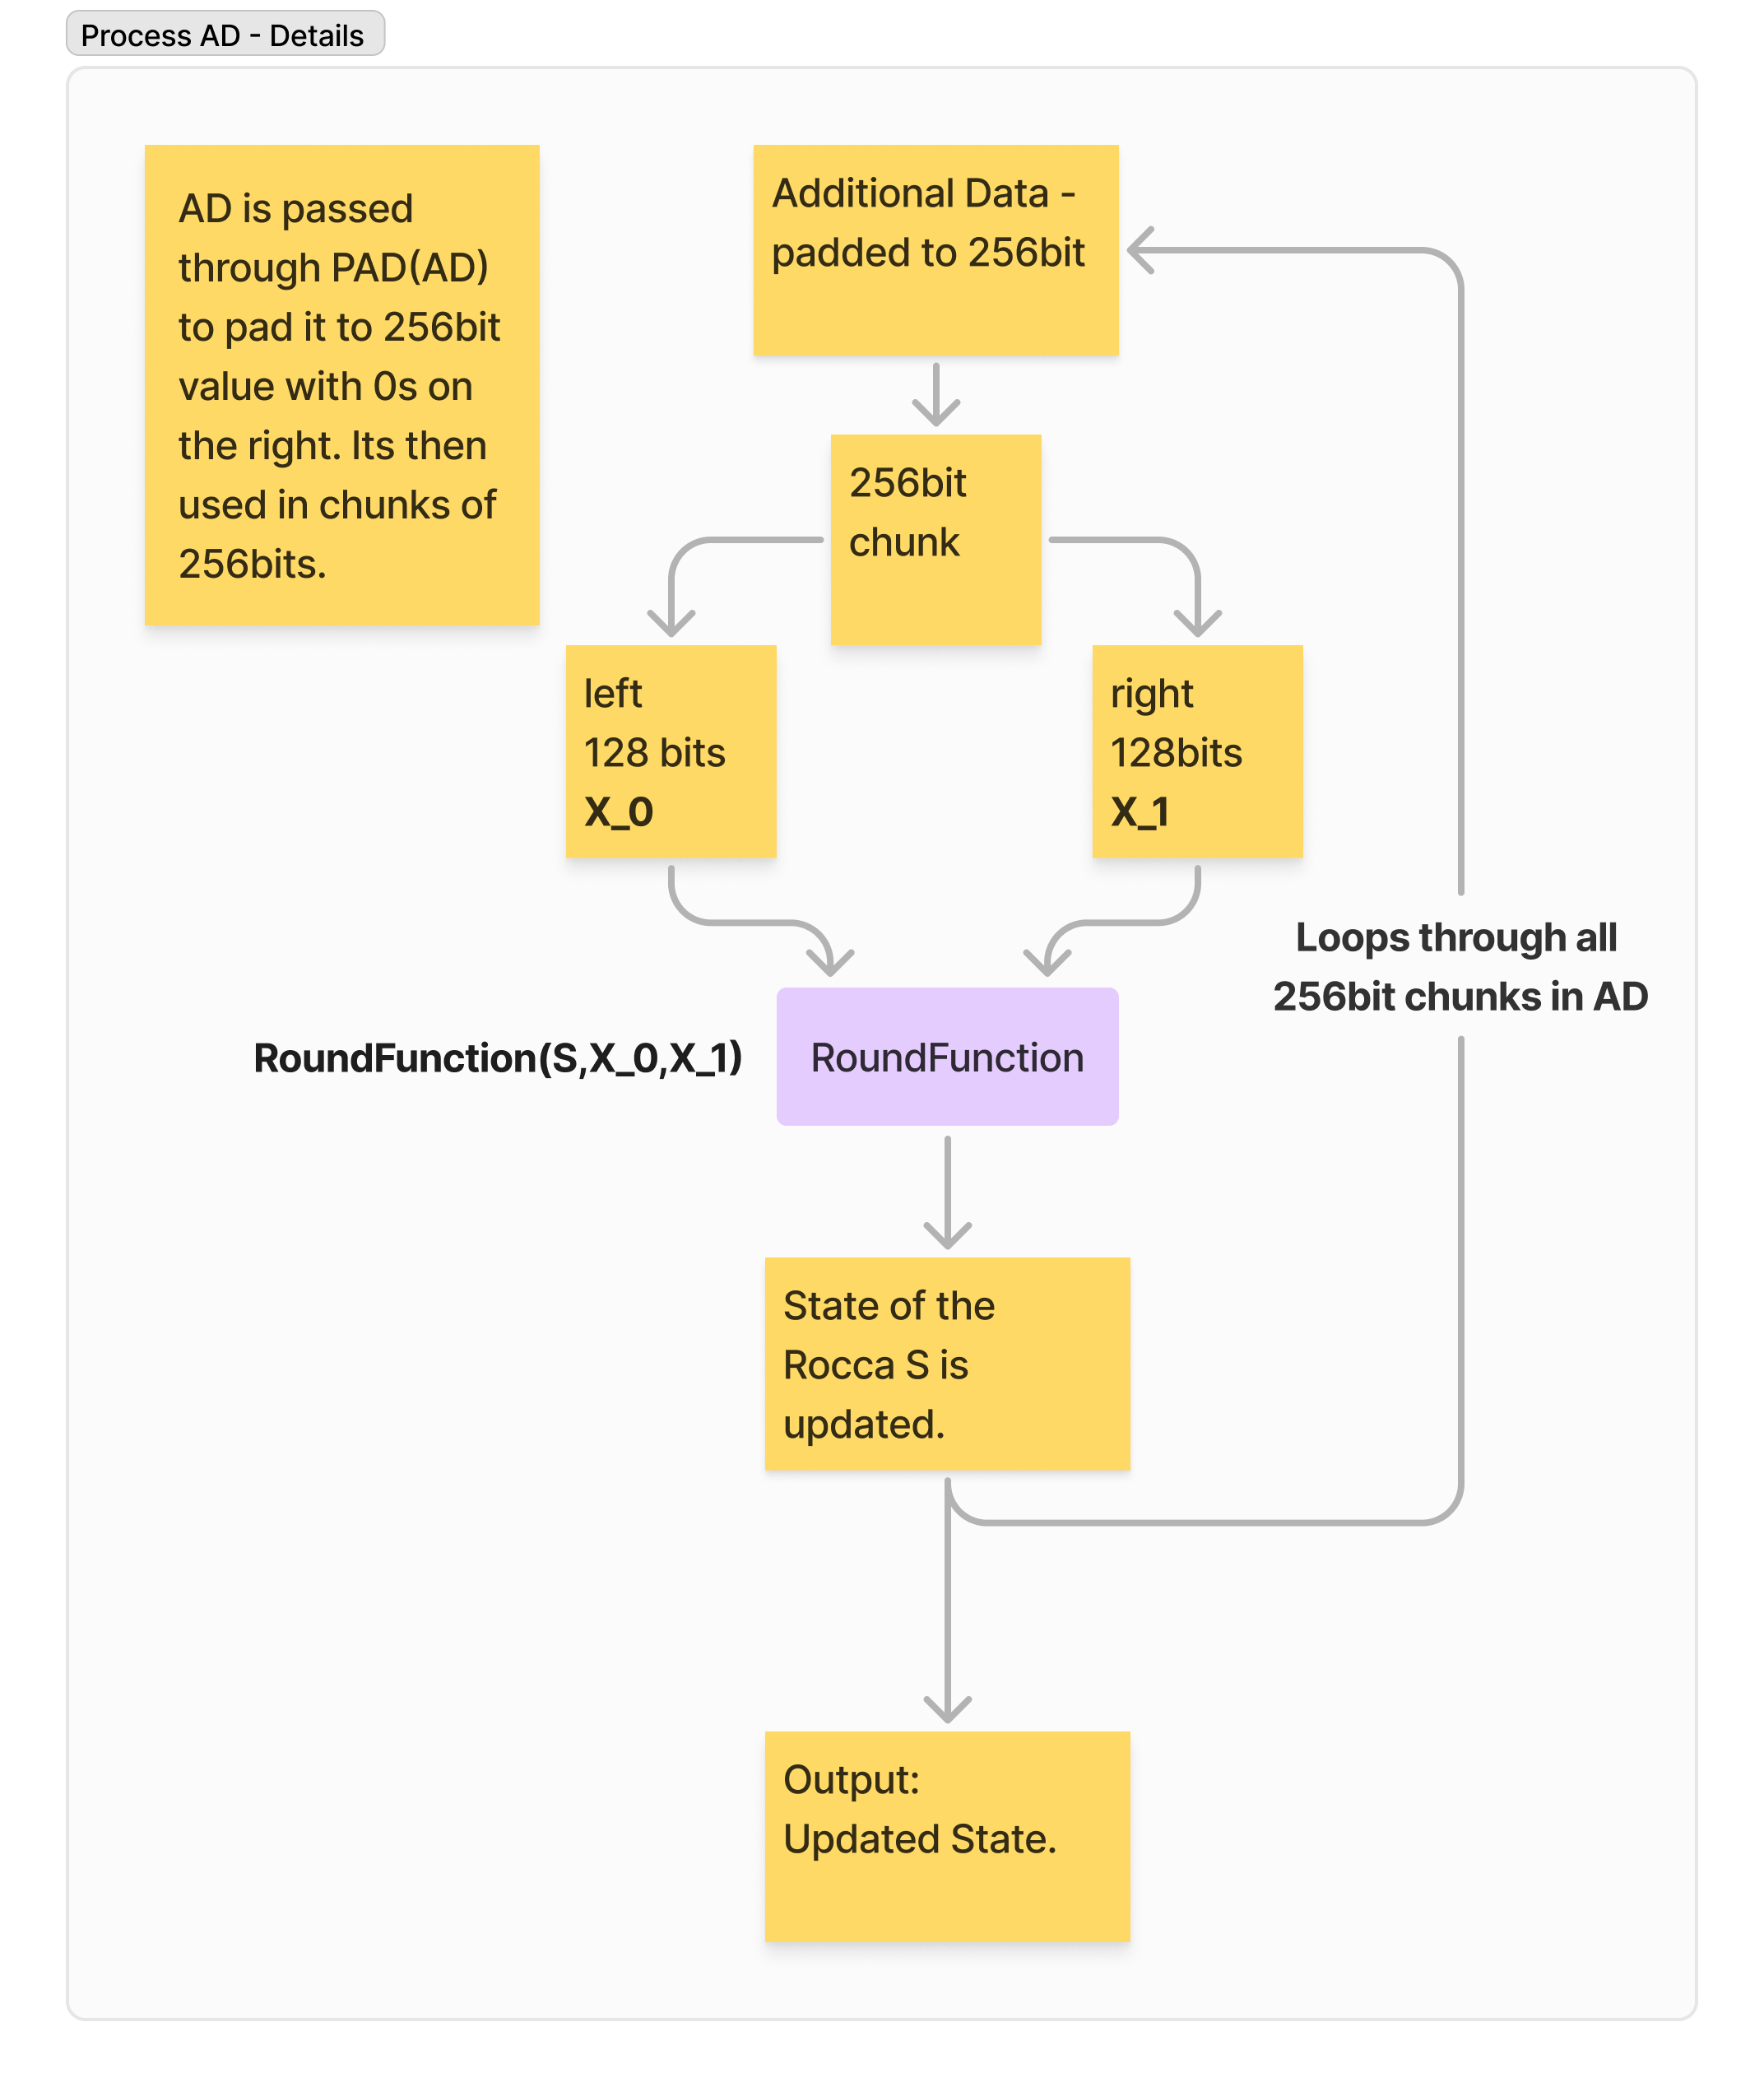 Process AD - Details
AD is passed
through PAD(AD)
to pad it to 256bit
value with 0s on
the right. Its then
used in chunks of
256bits.
Additional Data -
padded to 256bit
256bit
chunk
left
128 bits
X_0
right
128bits
X_1
Loops through all
256bit chunks in AD
RoundFunction(S,X_0,X_1)
RoundFunction
State of the
Rocca S is
updated.
Output:
Updated State.